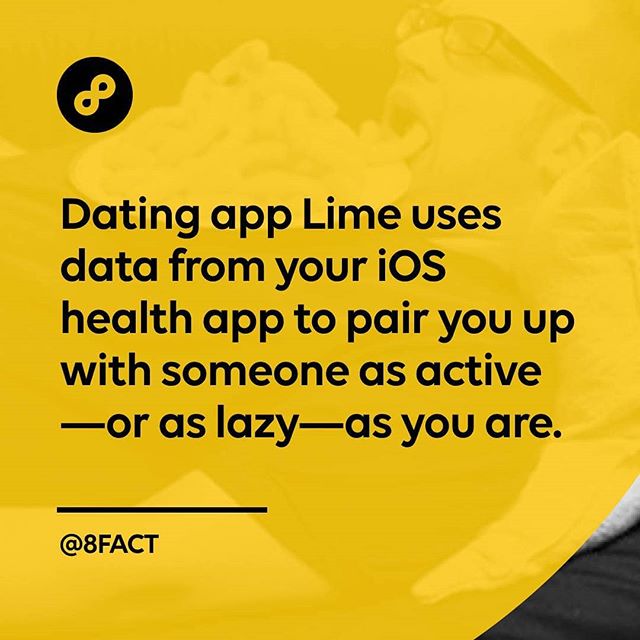 Dating app Lime uses
data from your iOS
health app to pair you up
with someone as active
—or as lazy—as you are.
@8FACT